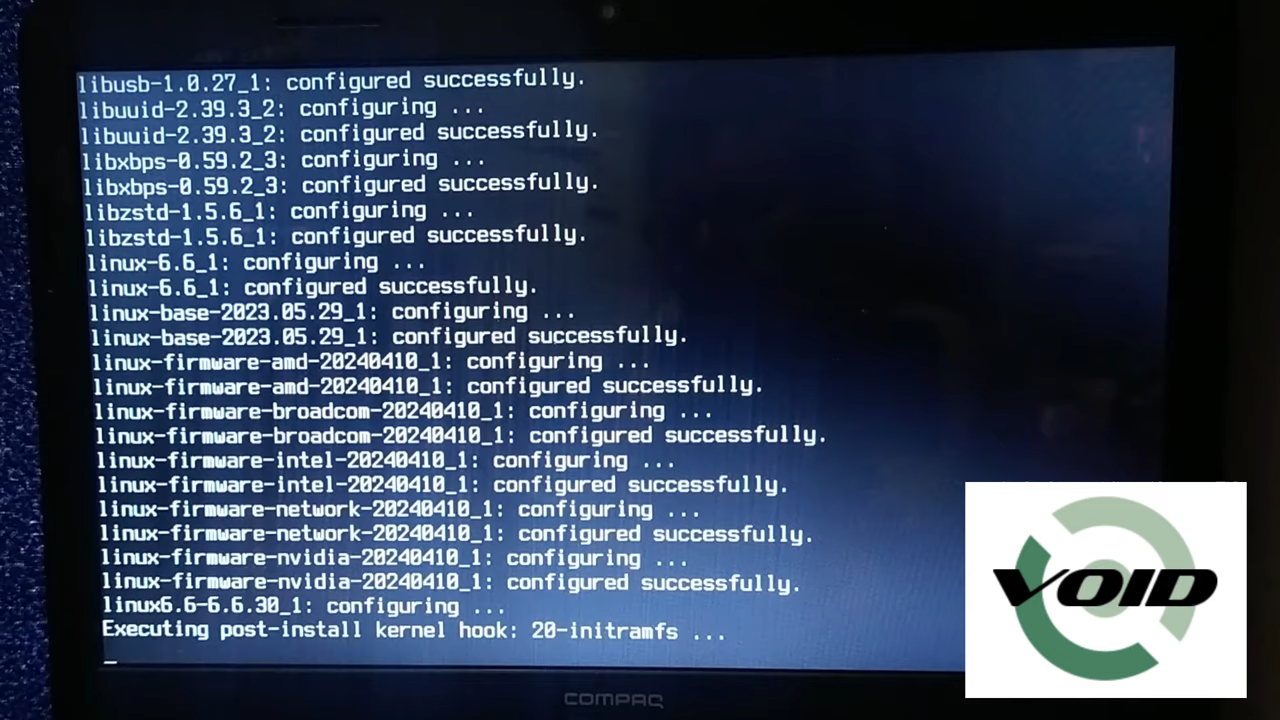 libusb-1.0.27_1: configured successfully.
libuuid-2.39.3_2: configuring ...
libuuid-2.39.3_2: configured successfully.
libxbps-0.59.2_3: configuring ...
libxbps-0.59.2_3: configured successfully.
libzstd-1.5.6_1: configuring ...
libzstd-1.5.6_1: configured successfully.
linux-6.6_1: configuring ...
linux-6.6_1: configured successfully.
linux-base-2023.05.29_1: configuring ...
linux-base-2023.05.29_1: configured successfully.
linux-firmware-amd-20240410_1: configuring ...
linux-firmware-amd-20240410_1: configured successfully.
linux-firmware-broadcom-20240410_1: configuring ...
linux-firmware-broadcom-20240410_1: configured successfully.
linux-firmware-intel-20240410_1: configuring ...
linux-firmware-intel-20240410_1: configured successfully.
linux-firmware-network-20240410_1: configuring ...
linux-firmware-network-20240410_1: configured successfully.
linux-firmware-nvidia-20240410_1: configuring ...
linux-firmware-nvidia-20240410_1: configured successfully.
linux6.6-6.6.30_1: configuring ...
Executing post-install kernel hook: 20-initramfs ...
_
VOID
COMPAQ